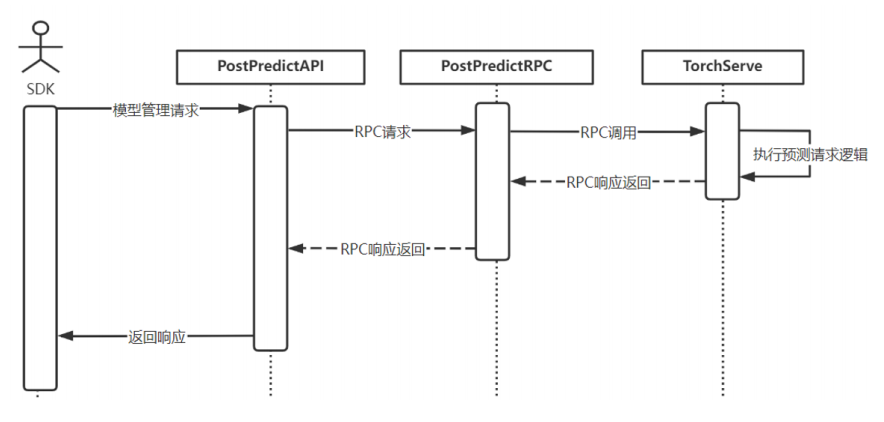 PostPredictAPI
PostPredictRPC
TorchServe
SDK
模型管理请求
RPC请求
RPC调用
执行预测请求逻辑
RPC响应返回
RPC响应返回
返回响应